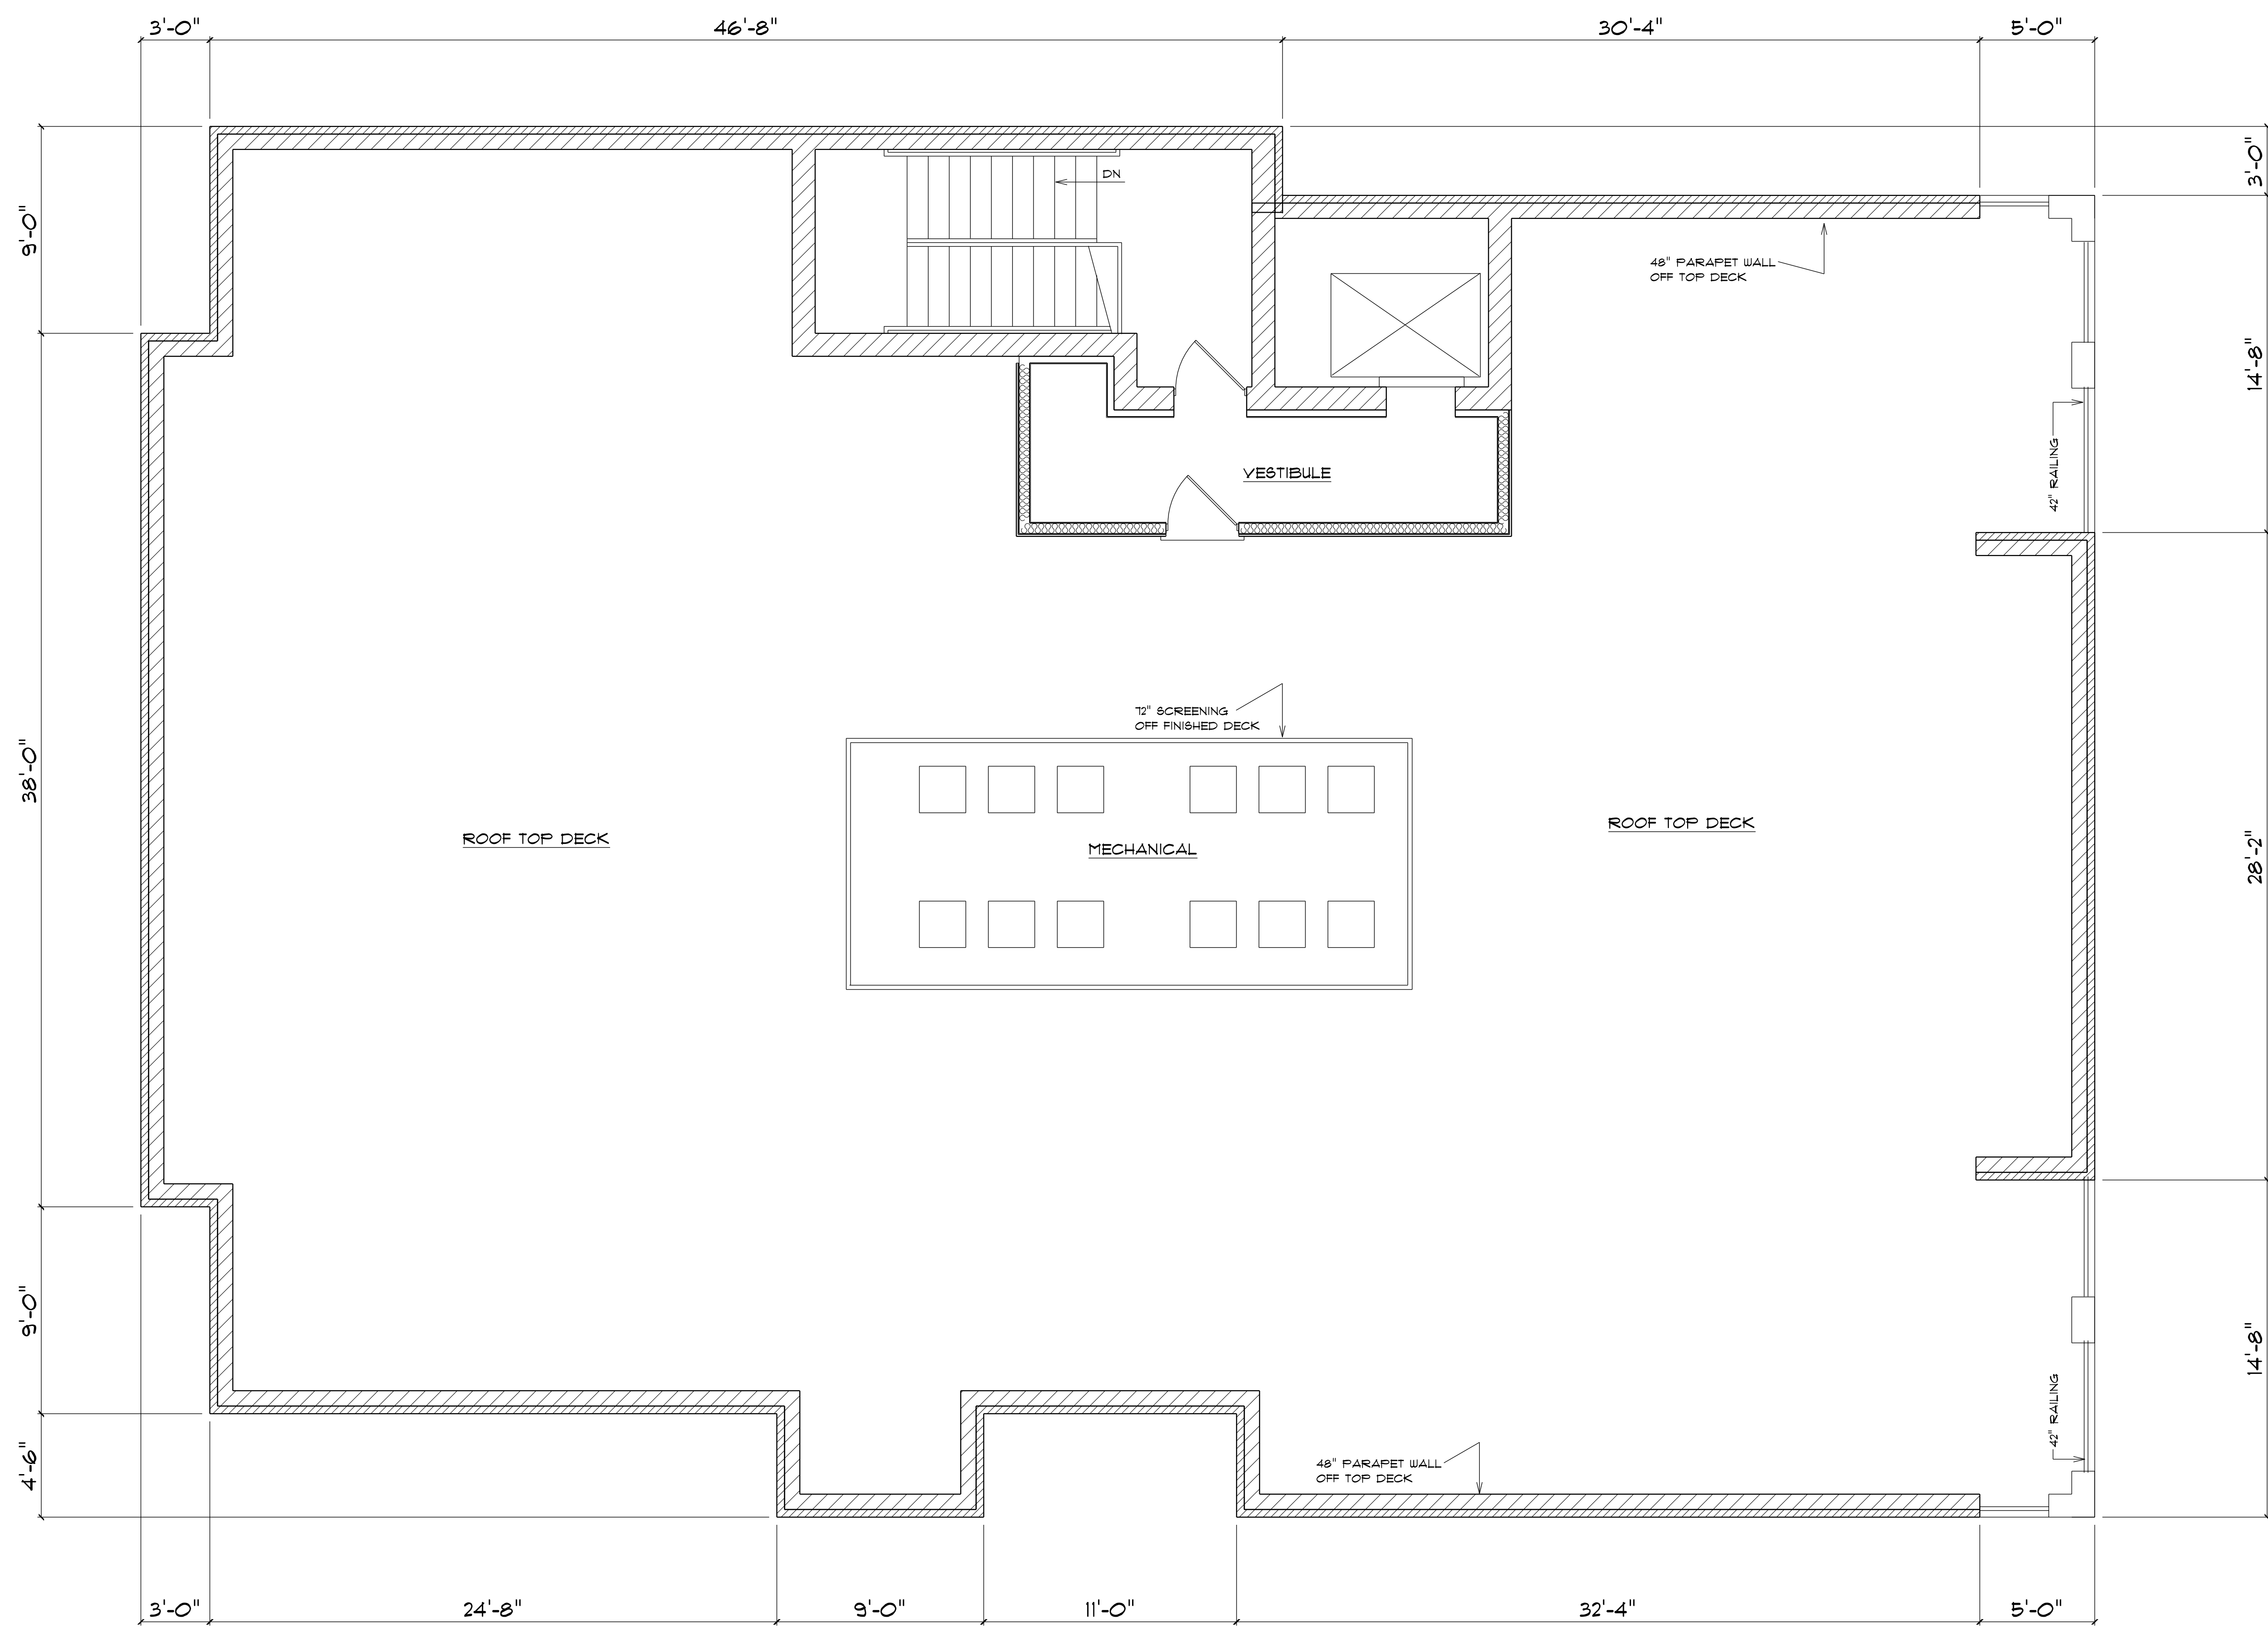 3'-0" 46'-8" 30'-4" 5'-0"
9'-0"
3'-0"
DN
48" PARAPET WALL
OFF TOP DECK
14'-8"
42" RAILING
VESTIBULE
72" SCREENING
OFF FINISHED DECK
38'-0"
ROOF TOP DECK
MECHANICAL
ROOF TOP DECK
28'-2"
9'-0"
14'-8"
42" RAILING
4'-6"
48" PARAPET WALL
OFF TOP DECK
3'-0" 24'-8" 9'-0" 11'-0" 32'-4" 5'-0"